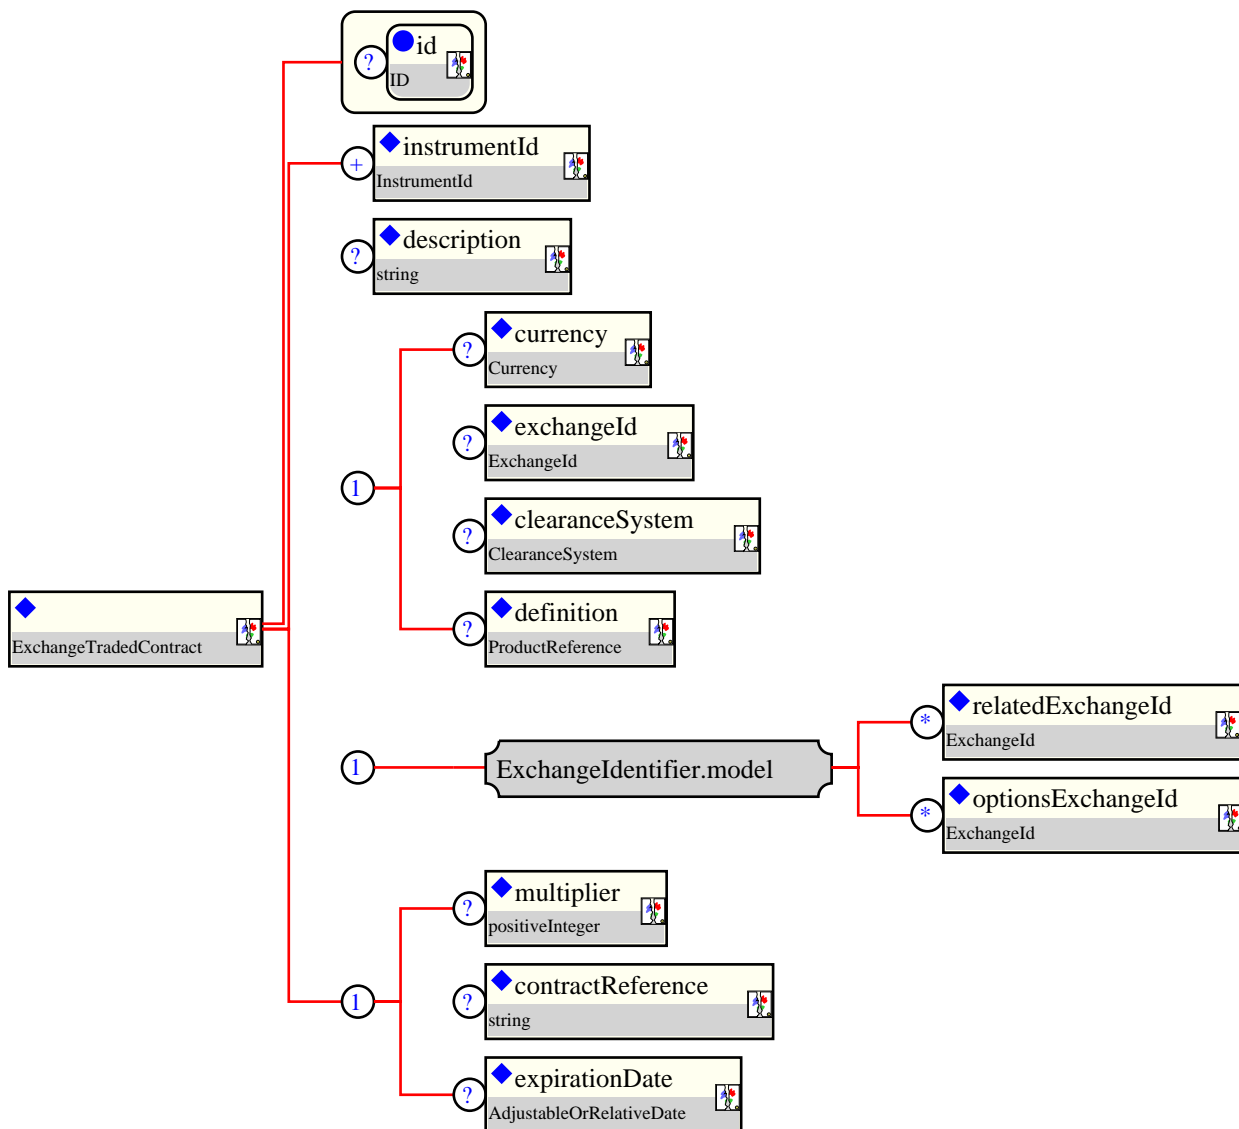 ? id
ID
+ instrumentId
InstrumentId
? description
string
? currency
Currency
? exchangeId
ExchangeId
1
? clearanceSystem
ClearanceSystem
? definition
ProductReference
ExchangeTradedContract
* relatedExchangeId
ExchangeId
1 ExchangeIdentifier.model
* optionsExchangeId
ExchangeId
? multiplier
positiveInteger
1 ? contractReference
string
? expirationDate
AdjustableOrRelativeDate